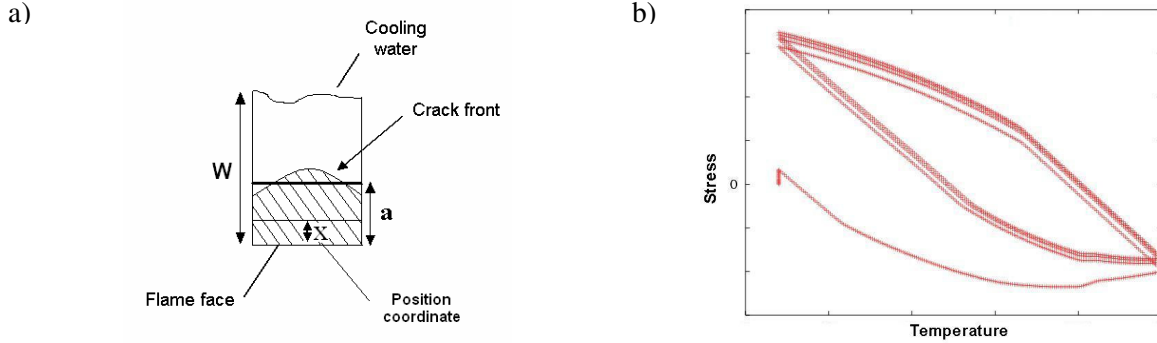 a)
Cooling
water
Crack front
W
a
X
Flame face
Position
coordinate
b)
Stress
0
Temperature